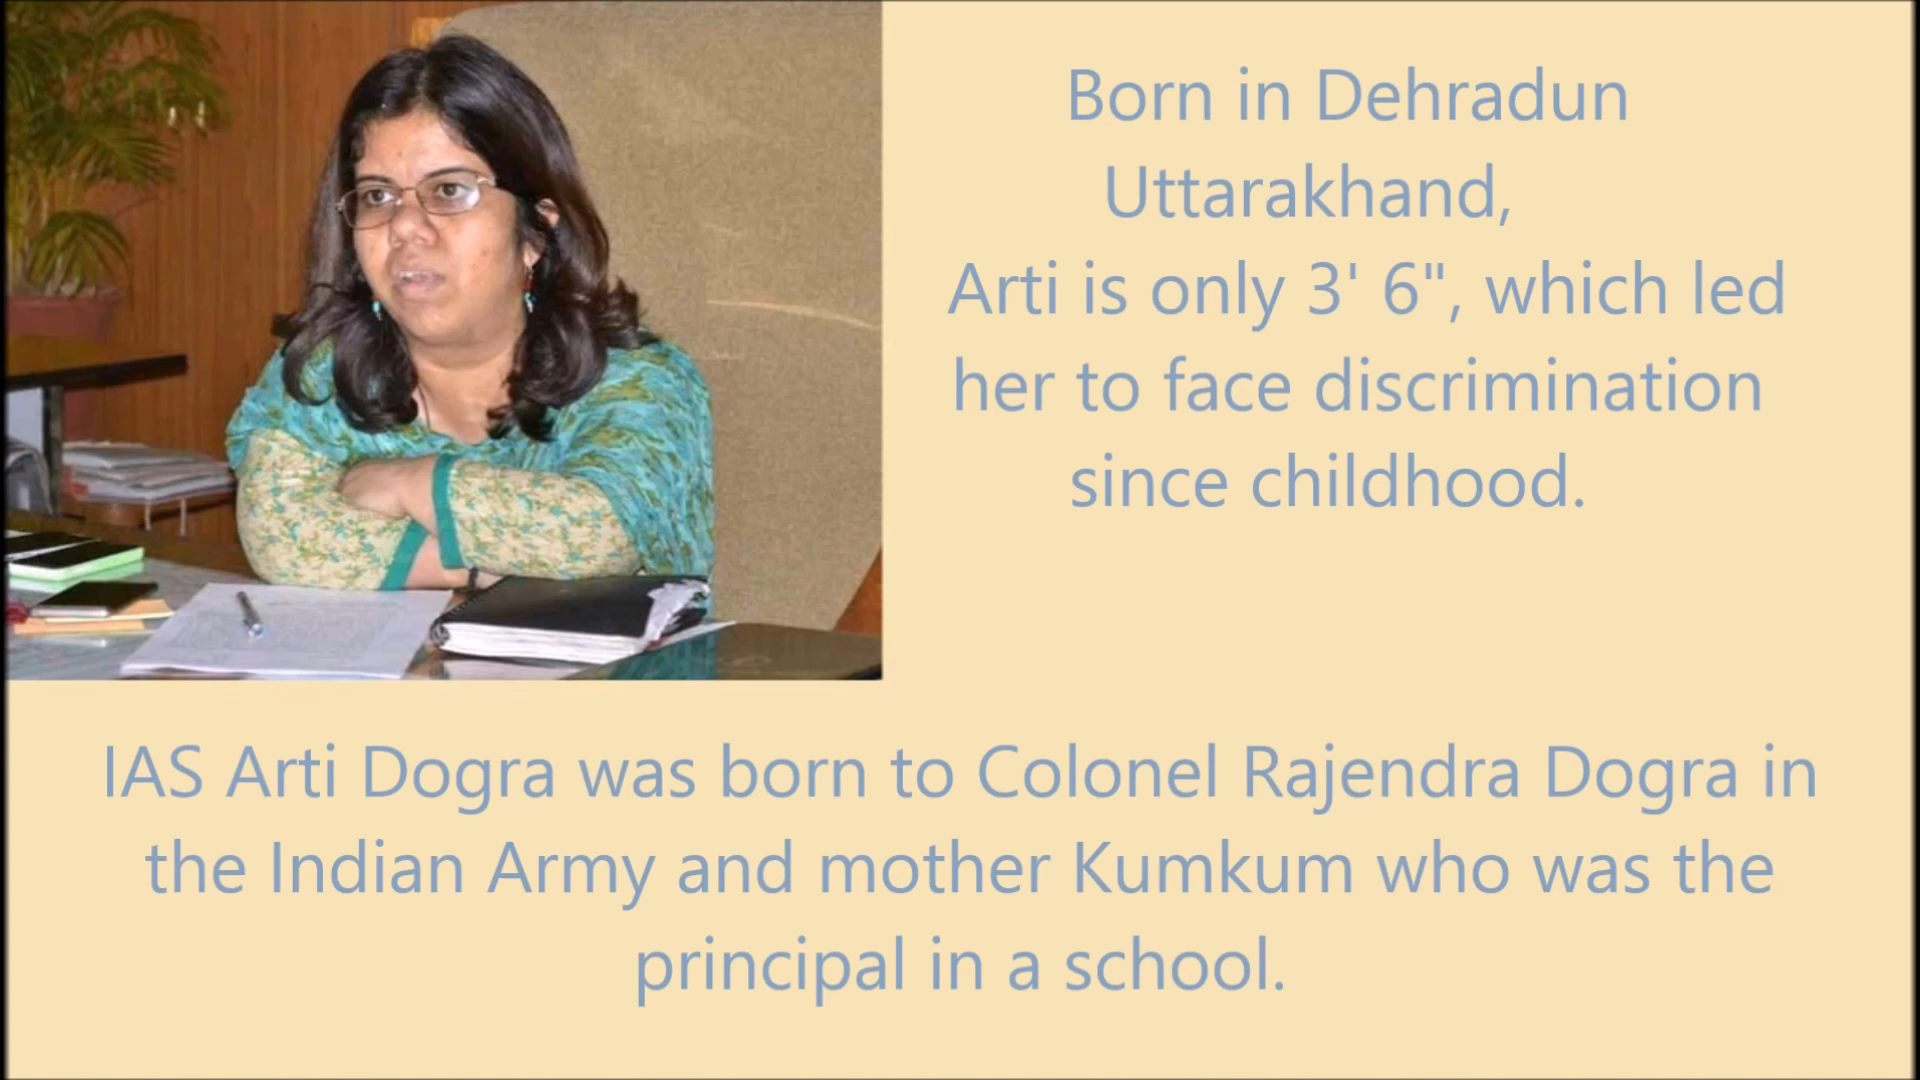 Born in Dehradun
Uttarakhand,
Arti is only 3' 6", which led
her to face discrimination
since childhood.
IAS Arti Dogra was born to Colonel Rajendra Dogra in
the Indian Army and mother Kumkum who was the
principal in a school.